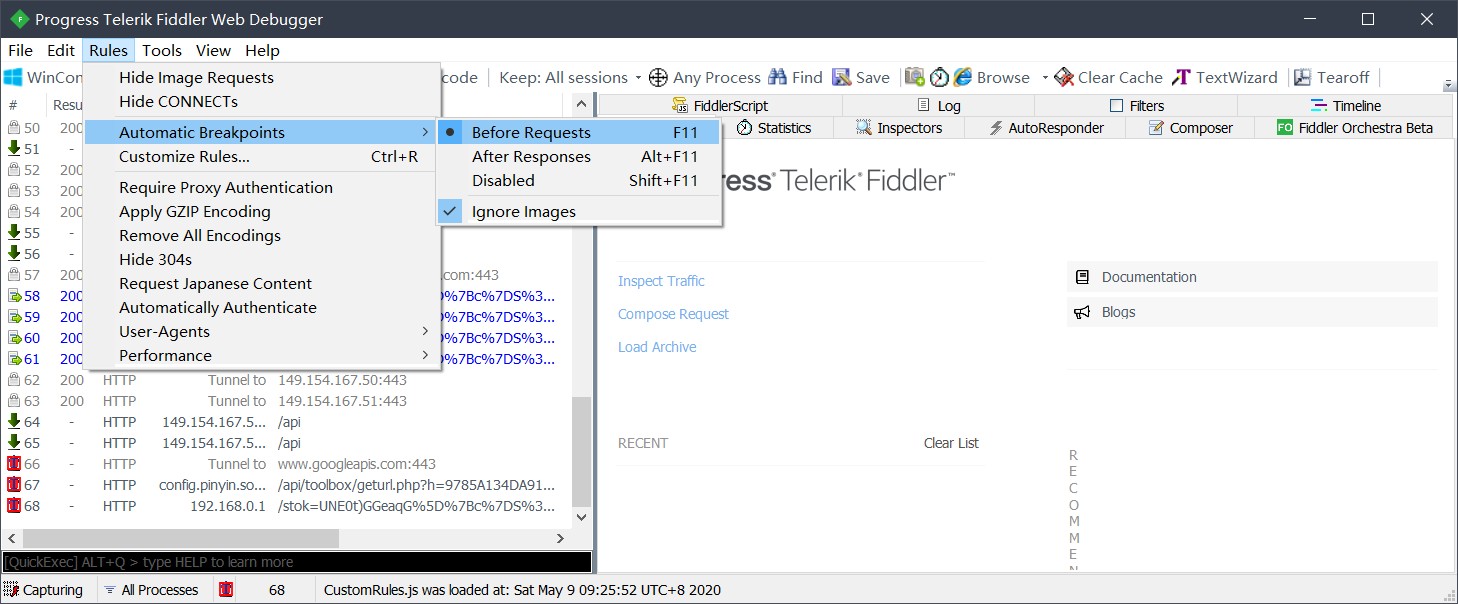 Progress Telerik Fiddler Web Debugger
File Edit Rules Tools View Help
WinCon code Keep: All sessions Any Process Find Save Browse Clear Cache TextWizard Tearoff
# Resu
50 200
51 -
52 200
53 200
54 200
55 -
56 -
57 200 com:443
58 200 D%7Bc%7DS%3...
59 200 D%7Bc%7DS%3...
60 200 D%7Bc%7DS%3...
61 200 D%7Bc%7DS%3...
62 200 HTTP Tunnel to 149.154.167.50:443
63 200 HTTP Tunnel to 149.154.167.51:443
64 - HTTP 149.154.167.5... /api
65 - HTTP 149.154.167.5... /api
66 - HTTP Tunnel to www.googleapis.com:443
67 - HTTP config.pinyin.so... /api/toolbox/geturl.php?h=9785A134DA91...
68 - HTTP 192.168.0.1 /stok=UNE0t)GGeaqG%5D%7Bc%7DS%3...
Hide Image Requests
Hide CONNECTs
Automatic Breakpoints
Customize Rules... Ctrl+R
Require Proxy Authentication
Apply GZIP Encoding
Remove All Encodings
Hide 304s
Request Japanese Content
Automatically Authenticate
User-Agents
Performance
Before Requests F11
After Responses Alt+F11
Disabled Shift+F11
Ignore Images
FiddlerScript Log Filters Timeline
Statistics Inspectors AutoResponder Composer FO Fiddler Orchestra Beta
ress Telerik Fiddler™
Inspect Traffic
Compose Request
Load Archive
Documentation
Blogs
RECENT Clear List
R
E
C
O
M
M
E
N
[QuickExec] ALT+Q > type HELP to learn more
Capturing All Processes 68 CustomRules.js was loaded at: Sat May 9 09:25:52 UTC+8 2020